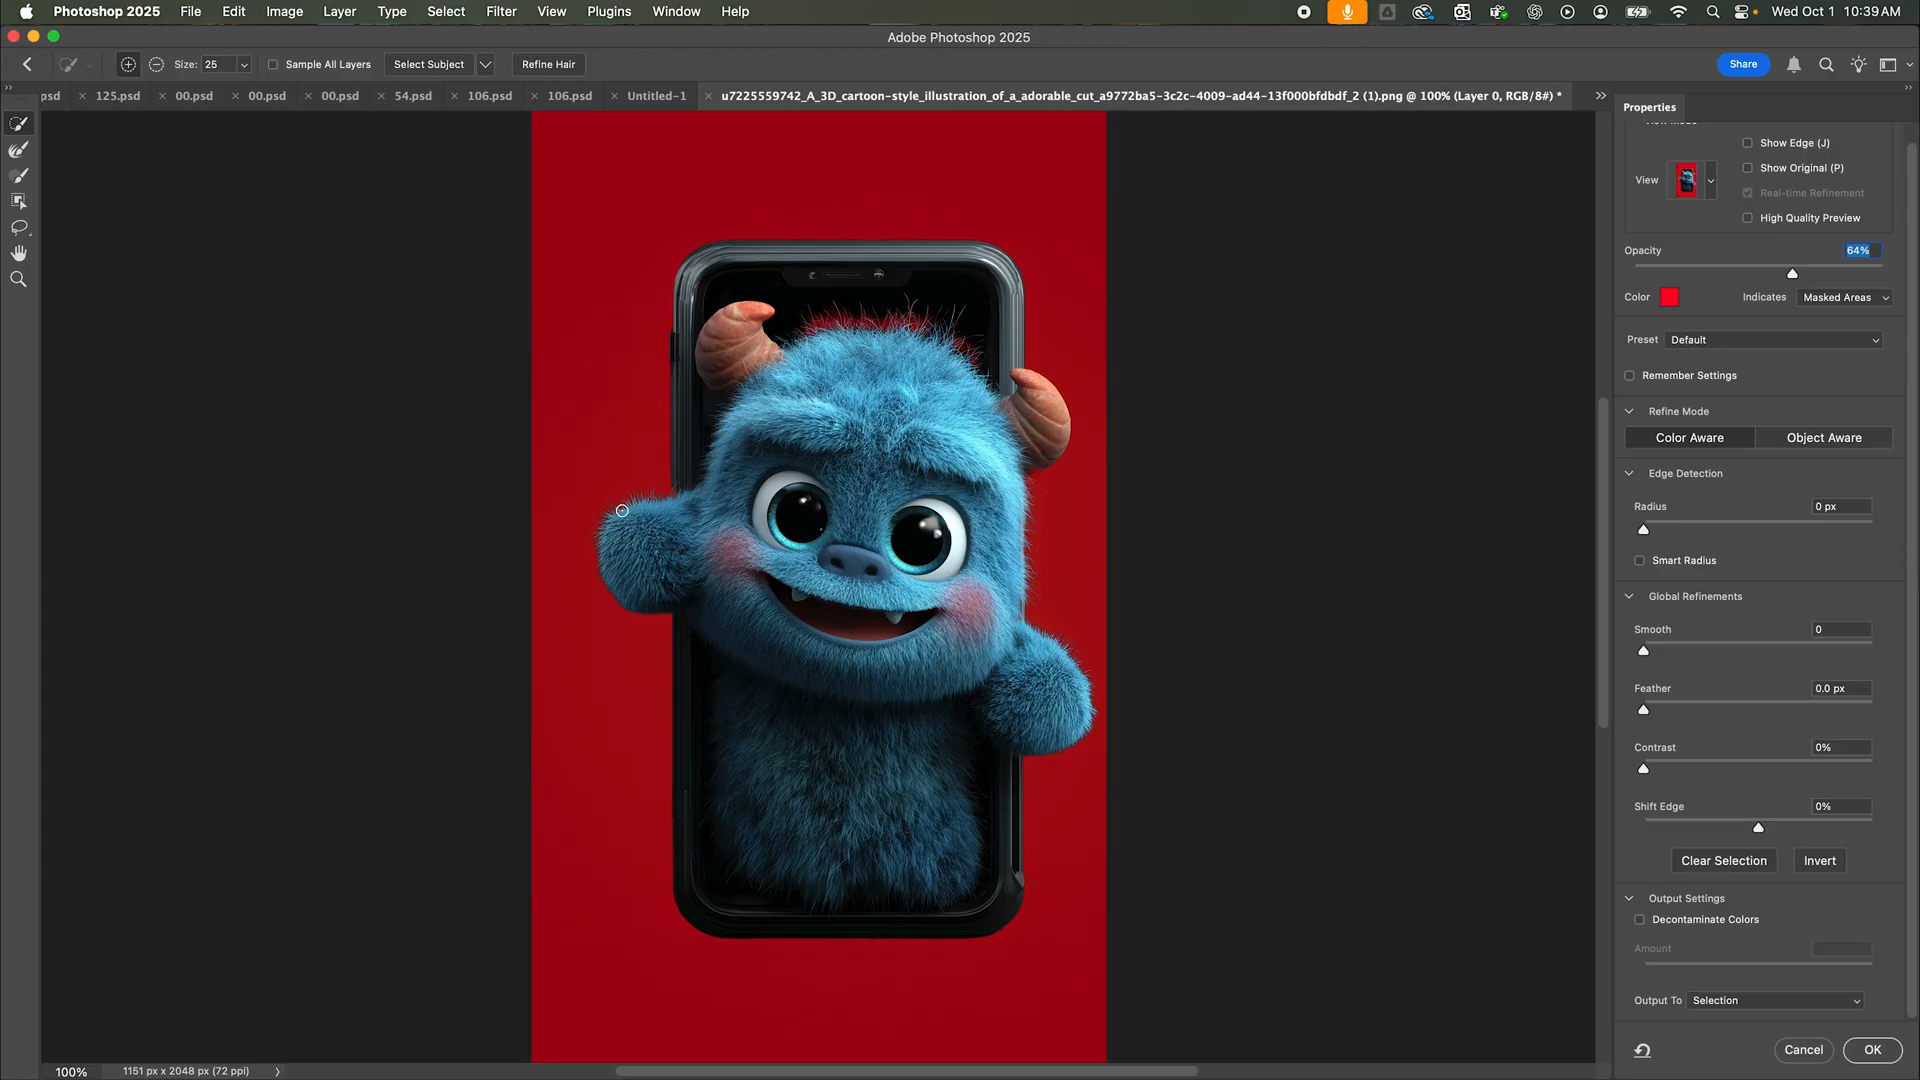 Photoshop 2025 File Edit Image Layer Type Select Filter View Plugins Window Help Wed Oct 1 10:39 AM
Adobe Photoshop 2025
Size: 25 Sample All Layers Select Subject Refine Hair Share
psd × 125.psd × 00.psd × 00.psd × 00.psd × 54.psd × 106.psd × 106.psd × Untitled-1 × u7225559742_A_3D_cartoon-style_illustration_of_a_adorable_cut_a9772ba5-3c2c-4009-ad44-13f000bfdbdf_2 (1).png @ 100% (Layer 0, RGB/8#) *
Properties
View Mode
Show Edge (J)
View
Show Original (P)
Real-time Refinement
High Quality Preview
Opacity 64%
Color Indicates Masked Areas
Preset Default
Remember Settings
Refine Mode
Color Aware Object Aware
Edge Detection
Radius 0 px
Smart Radius
Global Refinements
Smooth 0
Feather 0.0 px
Contrast 0%
Shift Edge 0%
Clear Selection Invert
Output Settings
Decontaminate Colors
Amount
Output To Selection
Cancel OK
100% 1151 px x 2048 px (72 ppi)